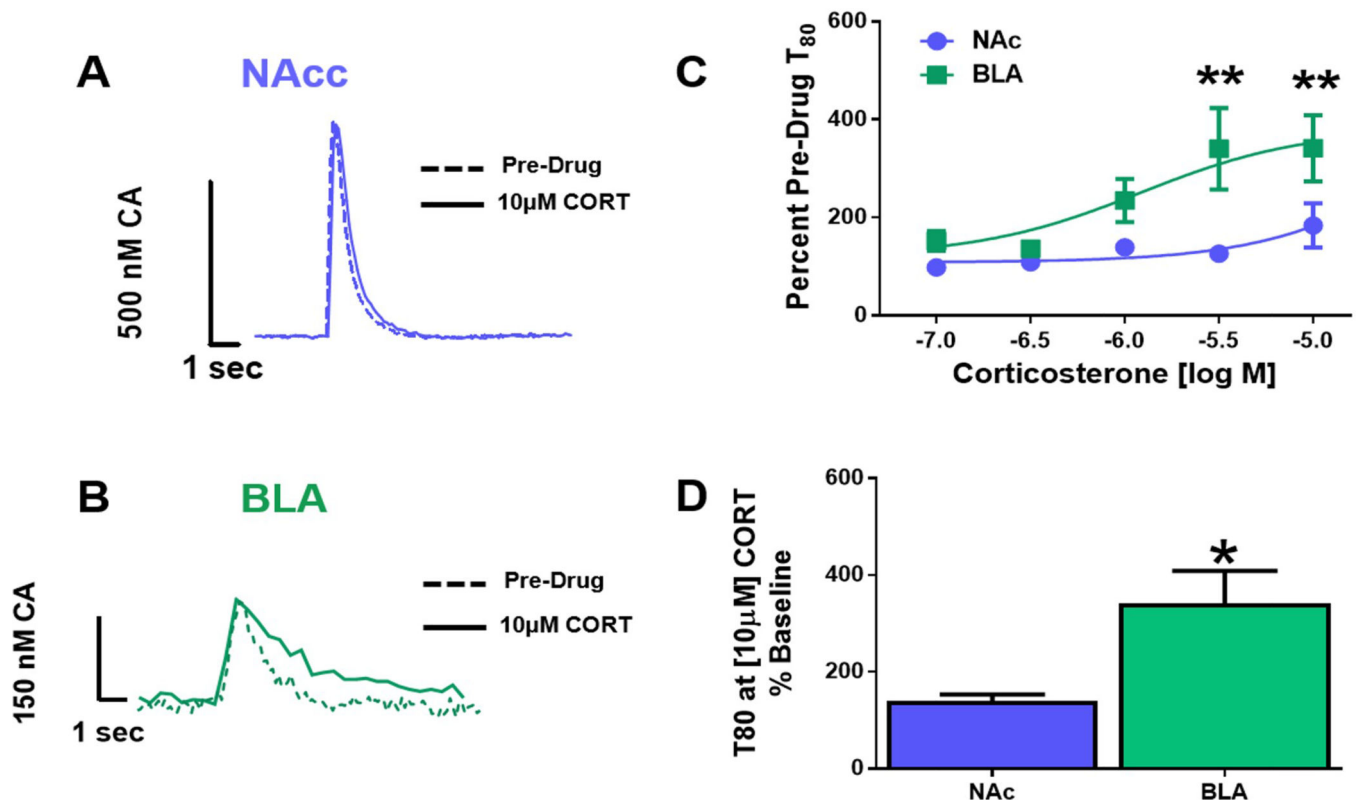 A
NAcc
500 nM CA
1 sec
Pre-Drug
10μM CORT
B
BLA
150 nM CA
1 sec
Pre-Drug
10μM CORT
C
Percent Pre-Drug T80
600
400
200
0
NAc
BLA
**
**
-7.0 -6.5 -6.0 -5.5 -5.0
Corticosterone [log M]
D
T80 at [10μM] CORT
% Baseline
600
400
200
0
*
NAc BLA